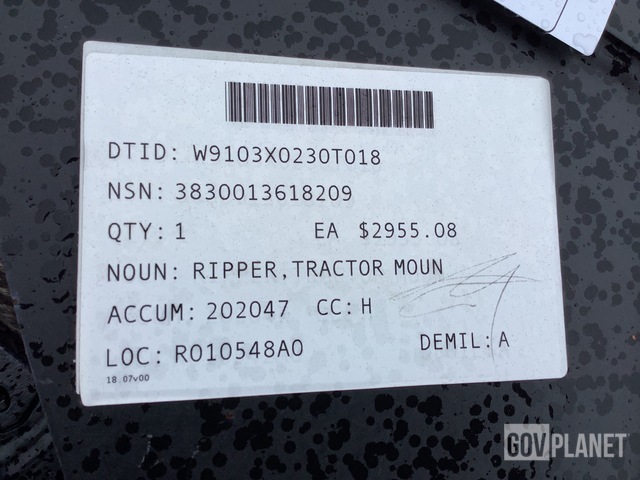 DTID: W9103X0230T018
NSN: 3830013618209
QTY: 1 EA $2955.08
NOUN: RIPPER,TRACTOR MOUN
ACCUM: 202047 CC: H
LOC: R010548A0 DEMIL: A
18.07v00
GOVPLANET